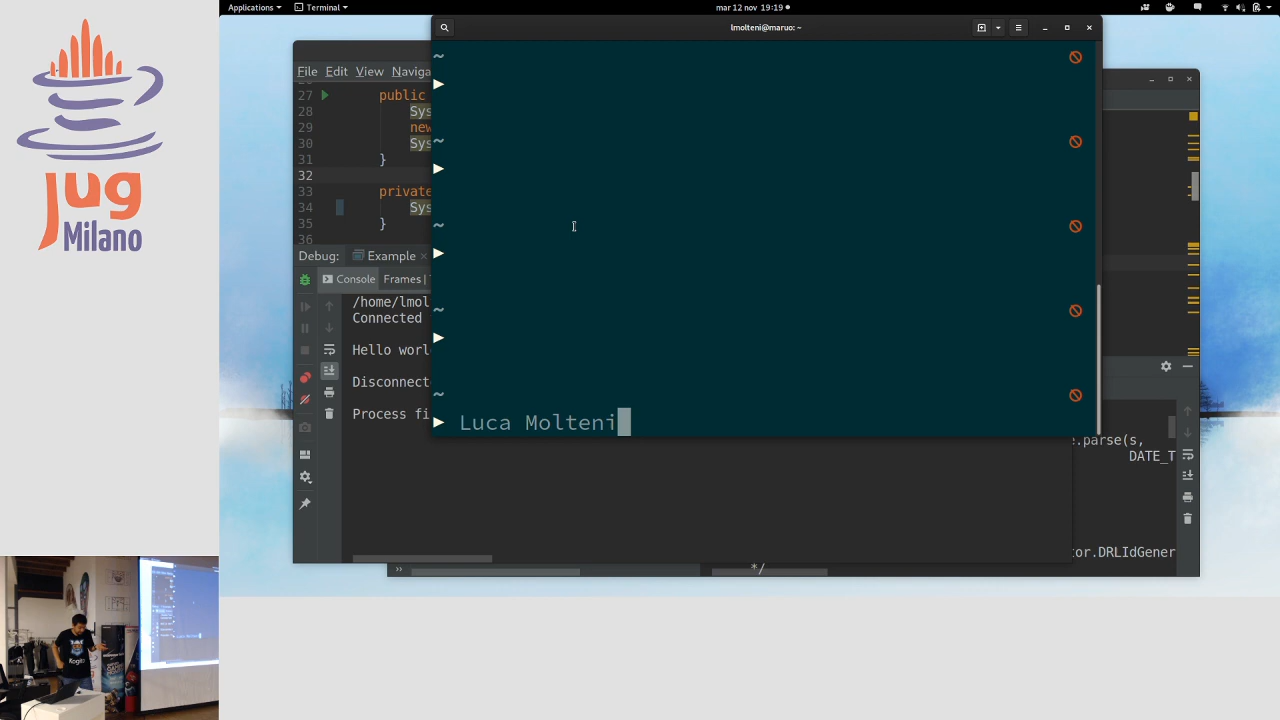 Applications
Terminal
mar 12 nov 19:19
jug
Milano
lmolteni@maruo: ~
File Edit View Naviga
27 public
28 Sys
29 new
30 Sys
31 }
32
33 private
34 Sys
35 }
36
Debug: Example
Console Frames
/home/lmol
Connected
Hello worl
Disconnect
Process fi
~
~
~
~
~
Luca Molteni
e.parse(s,
DATE_T
tor.DRLIdGener
*/
Kogito